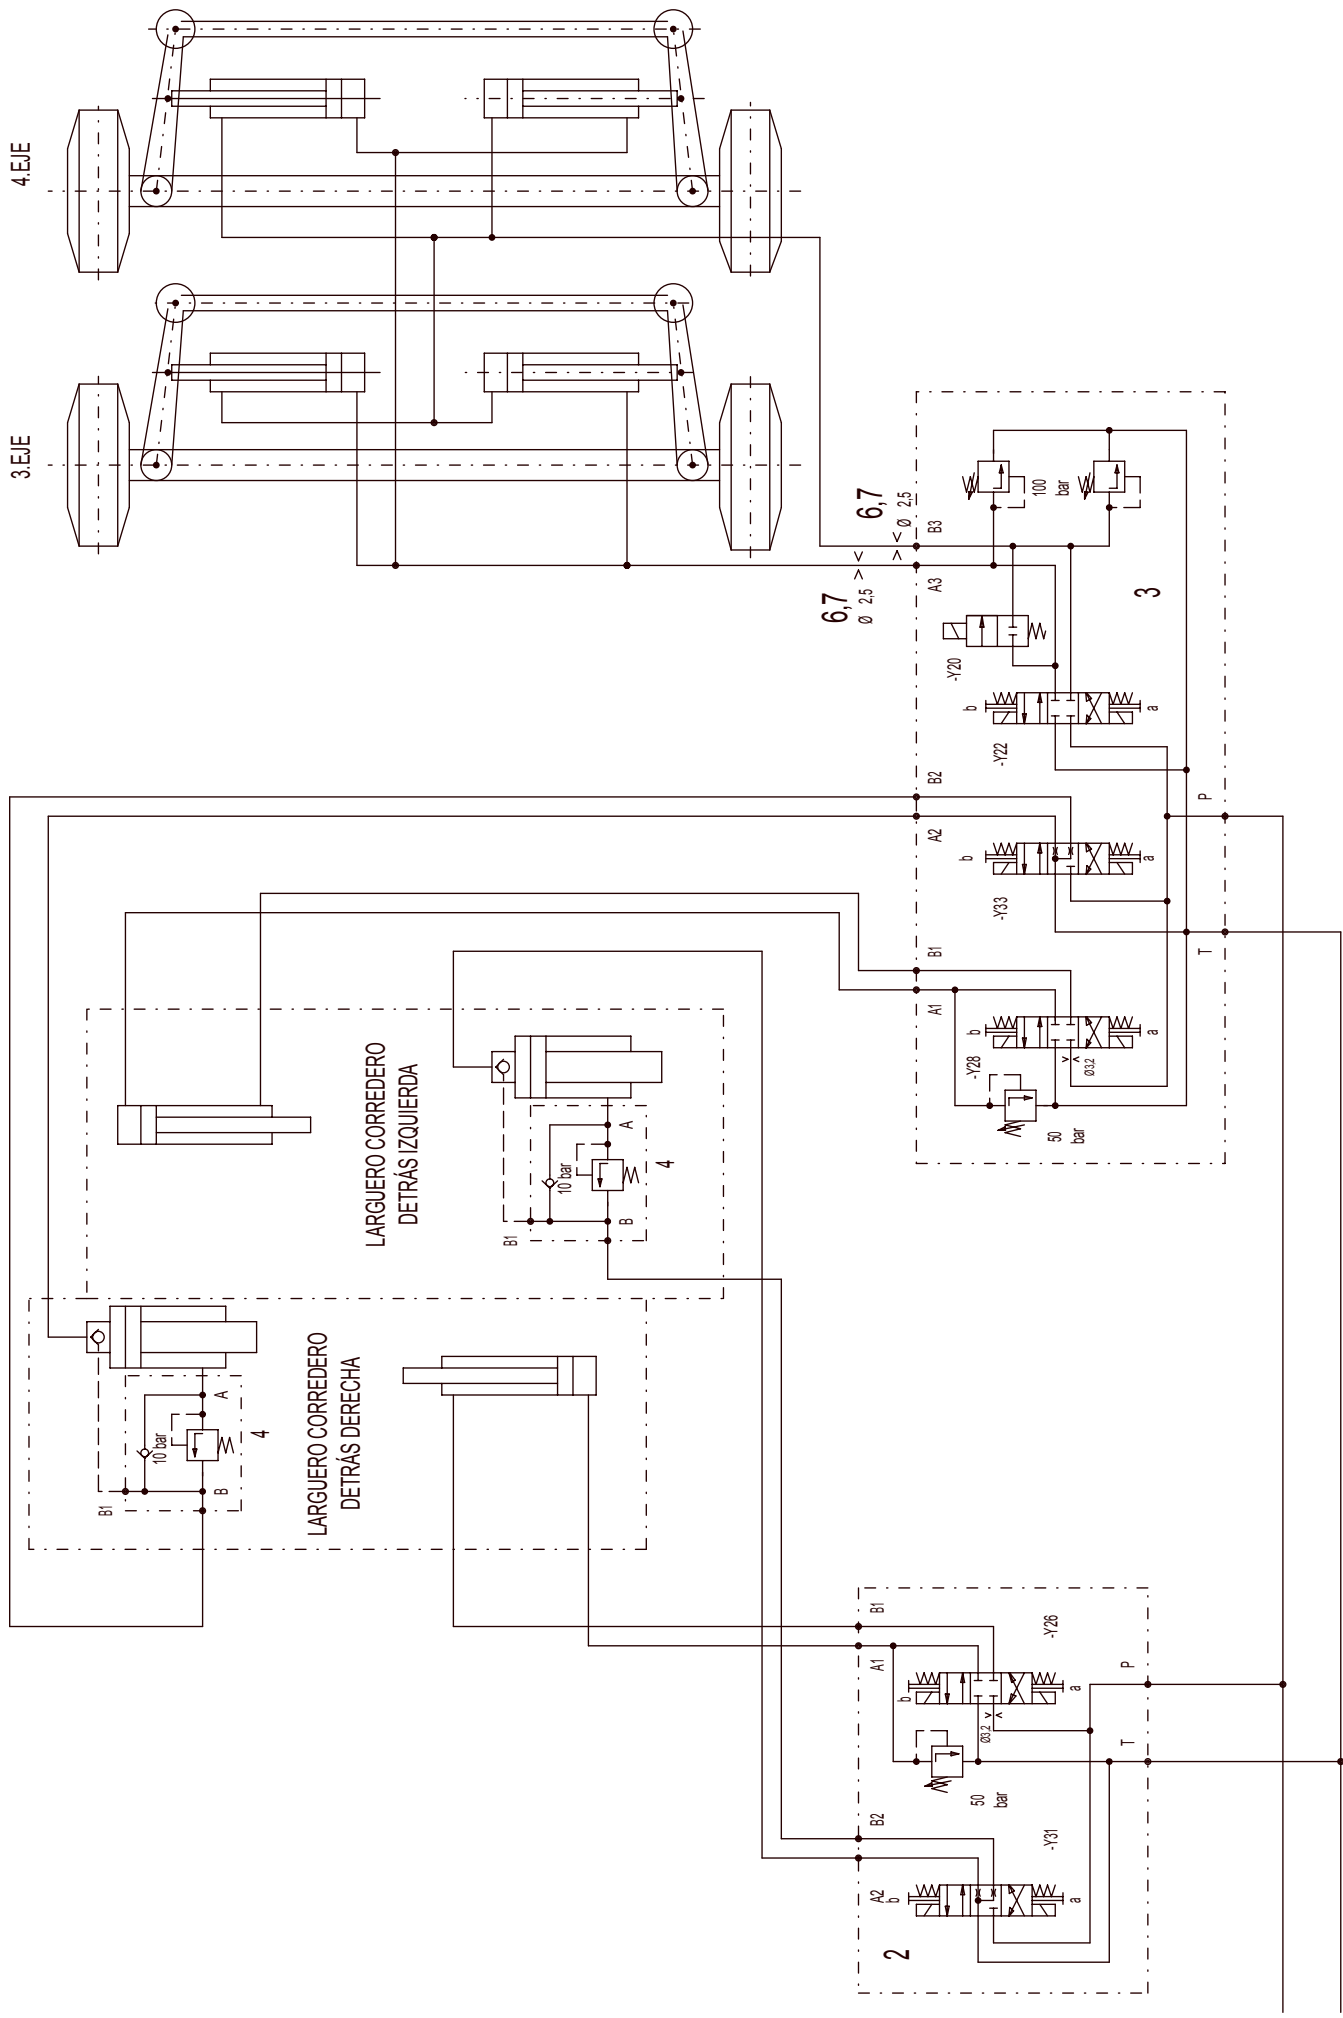 4.EJE
3.EJE
6,7
Ø 2,5
6,7
Ø 2,5
B3
A3
100
bar
3
-Y20
b
a
-Y22
B2
A2
P
b
a
-Y33
B1
A1
T
b
a
-Y28
Ø3,2
50
bar
LARGUERO CORREDERO
DETRÁS IZQUIERDA
A
10 bar
4
B
B1
LARGUERO CORREDERO
DETRÁS DERECHA
A
10 bar
4
B
B1
B1
A1
-Y26
P
b
a
Ø3,2
T
50
bar
B2
A2
-Y31
b
a
2